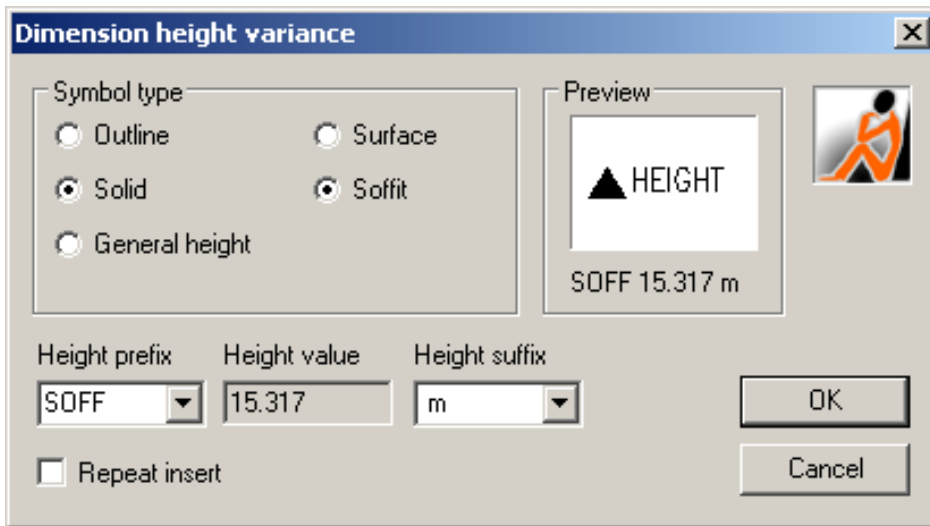 Dimension height variance
Symbol type
Outline
Surface
Solid
Soffit
General height
Preview
HEIGHT
SOFF 15.317 m
Height prefix Height value Height suffix
SOFF 15.317 m
OK
Repeat insert
Cancel